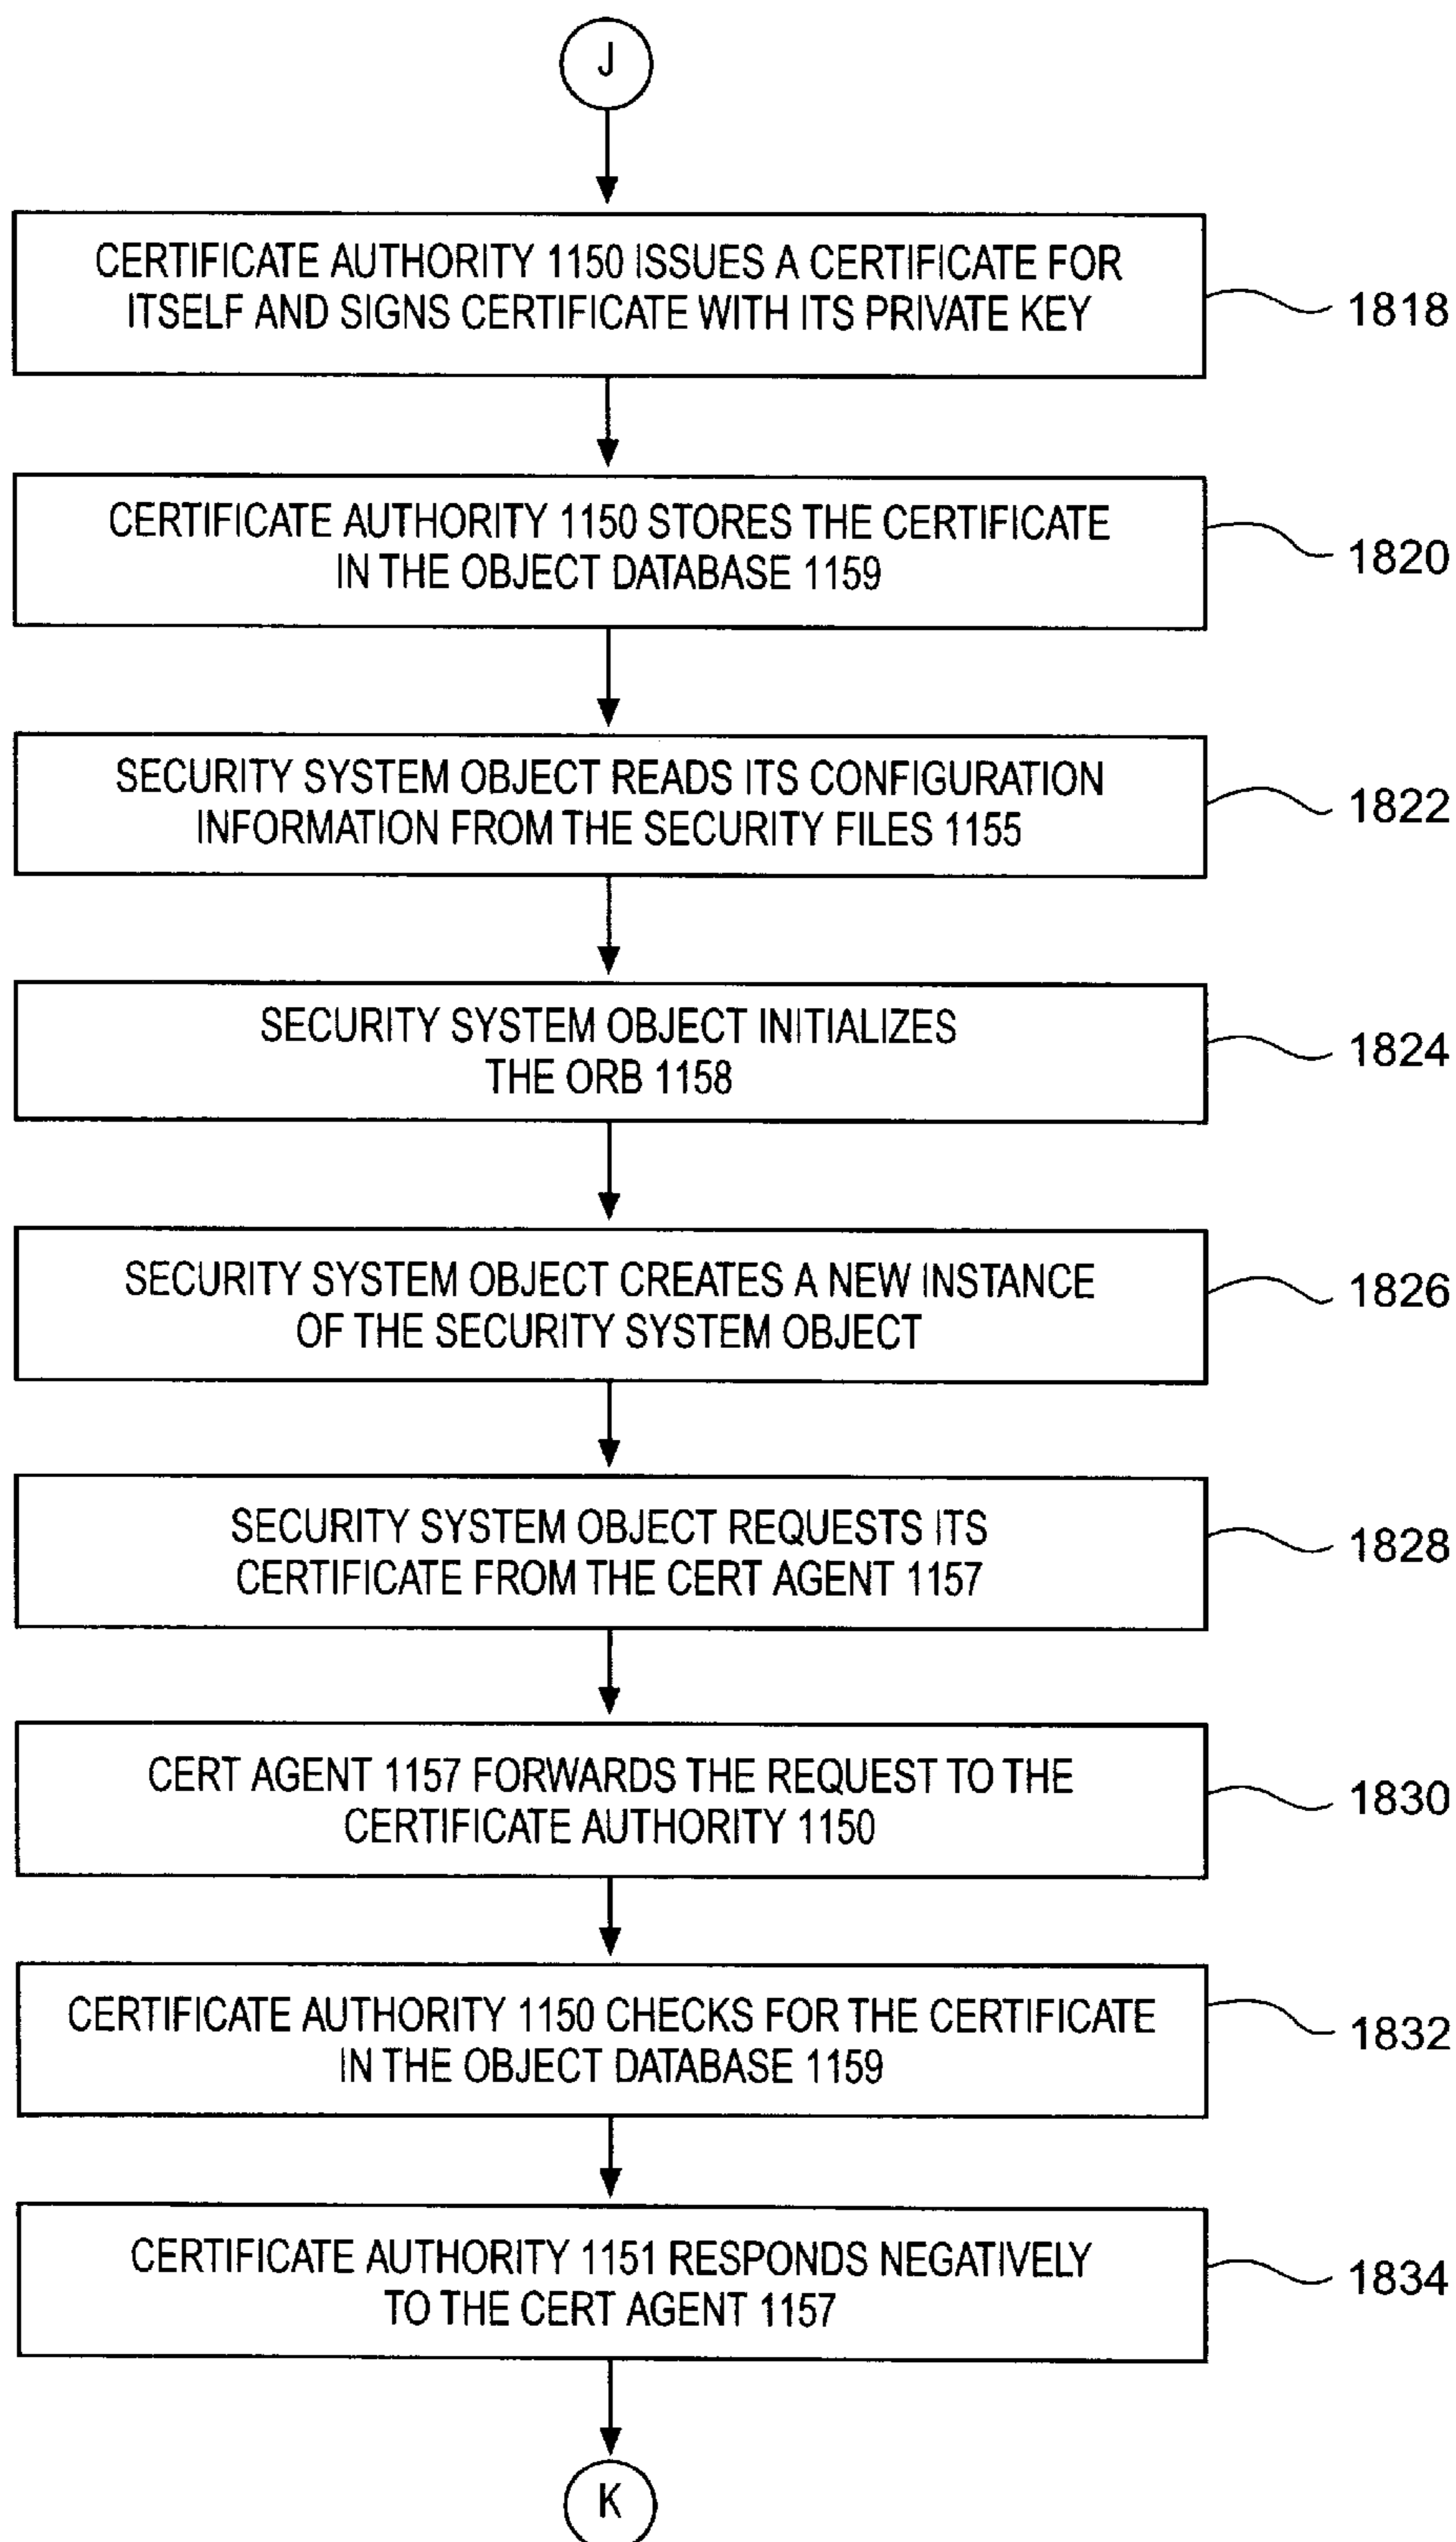 J
CERTIFICATE AUTHORITY 1150 ISSUES A CERTIFICATE FOR
ITSELF AND SIGNS CERTIFICATE WITH ITS PRIVATE KEY
1818
CERTIFICATE AUTHORITY 1150 STORES THE CERTIFICATE
IN THE OBJECT DATABASE 1159
1820
SECURITY SYSTEM OBJECT READS ITS CONFIGURATION
INFORMATION FROM THE SECURITY FILES 1155
1822
SECURITY SYSTEM OBJECT INITIALIZES
THE ORB 1158
1824
SECURITY SYSTEM OBJECT CREATES A NEW INSTANCE
OF THE SECURITY SYSTEM OBJECT
1826
SECURITY SYSTEM OBJECT REQUESTS ITS
CERTIFICATE FROM THE CERT AGENT 1157
1828
CERT AGENT 1157 FORWARDS THE REQUEST TO THE
CERTIFICATE AUTHORITY 1150
1830
CERTIFICATE AUTHORITY 1150 CHECKS FOR THE CERTIFICATE
IN THE OBJECT DATABASE 1159
1832
CERTIFICATE AUTHORITY 1151 RESPONDS NEGATIVELY
TO THE CERT AGENT 1157
1834
K